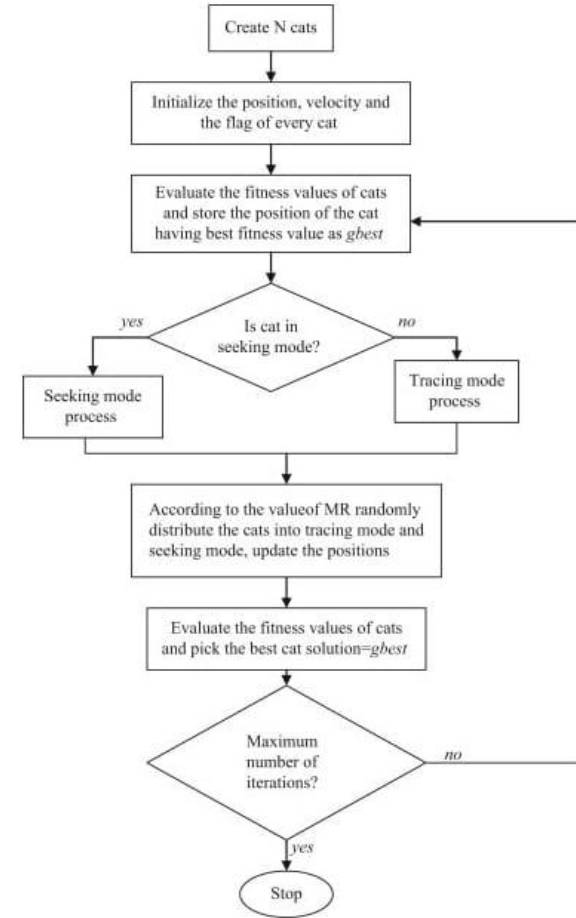 Create N cats
Initialize the position, velocity and
the flag of every cat
Evaluate the fitness values of cats
and store the position of the cat
having best fitness value as gbest
yes
Is cat in
seeking mode?
no
Seeking mode
process
Tracing mode
process
According to the valueof MR randomly
distribute the cats into tracing mode and
seeking mode, update the positions
Evaluate the fitness values of cats
and pick the best cat solution=gbest
Maximum
number of
iterations?
no
yes
Stop